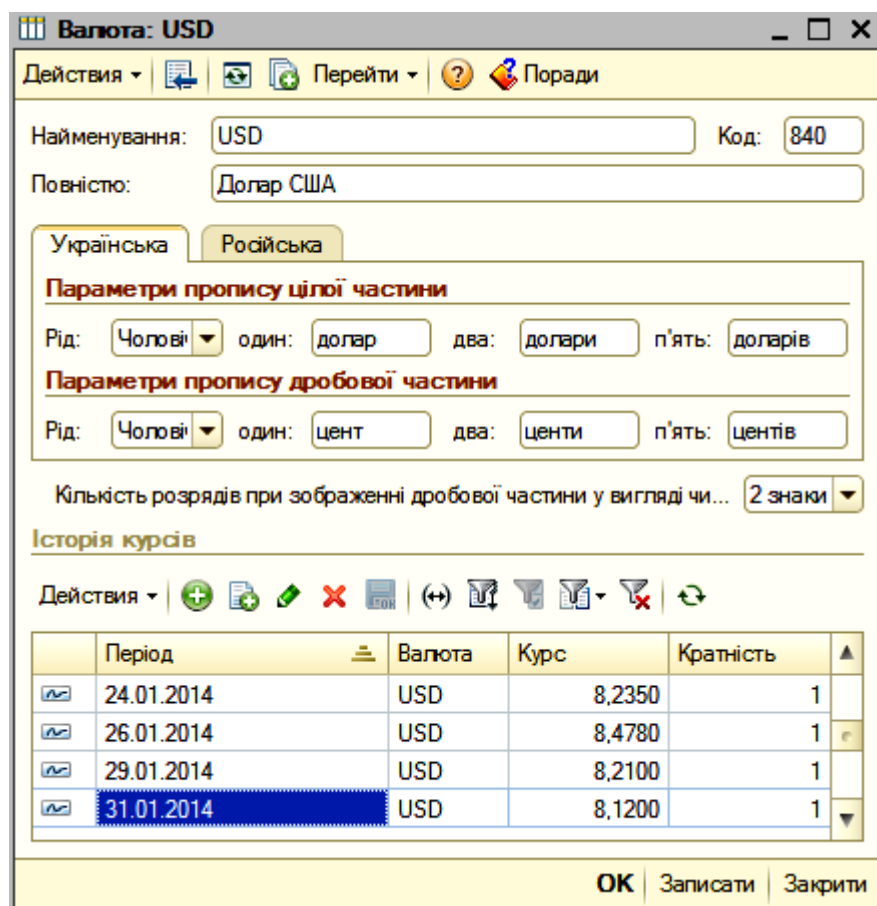 Валюта: USD
Действия Перейти Поради
Найменування: USD Код: 840
Повністю: Долар США
Українська Російська
Параметри пропису цілої частини
Рід: Чолові один: долар два: долари п'ять: доларів
Параметри пропису дробової частини
Рід: Чолові один: цент два: центи п'ять: центів
Кількість розрядів при зображенні дробової частини у вигляді чи... 2 знаки
Історія курсів
Действия
Період Валюта Курс Кратність
24.01.2014 USD 8,2350 1
26.01.2014 USD 8,4780 1
29.01.2014 USD 8,2100 1
31.01.2014 USD 8,1200 1
OK Записати Закрити